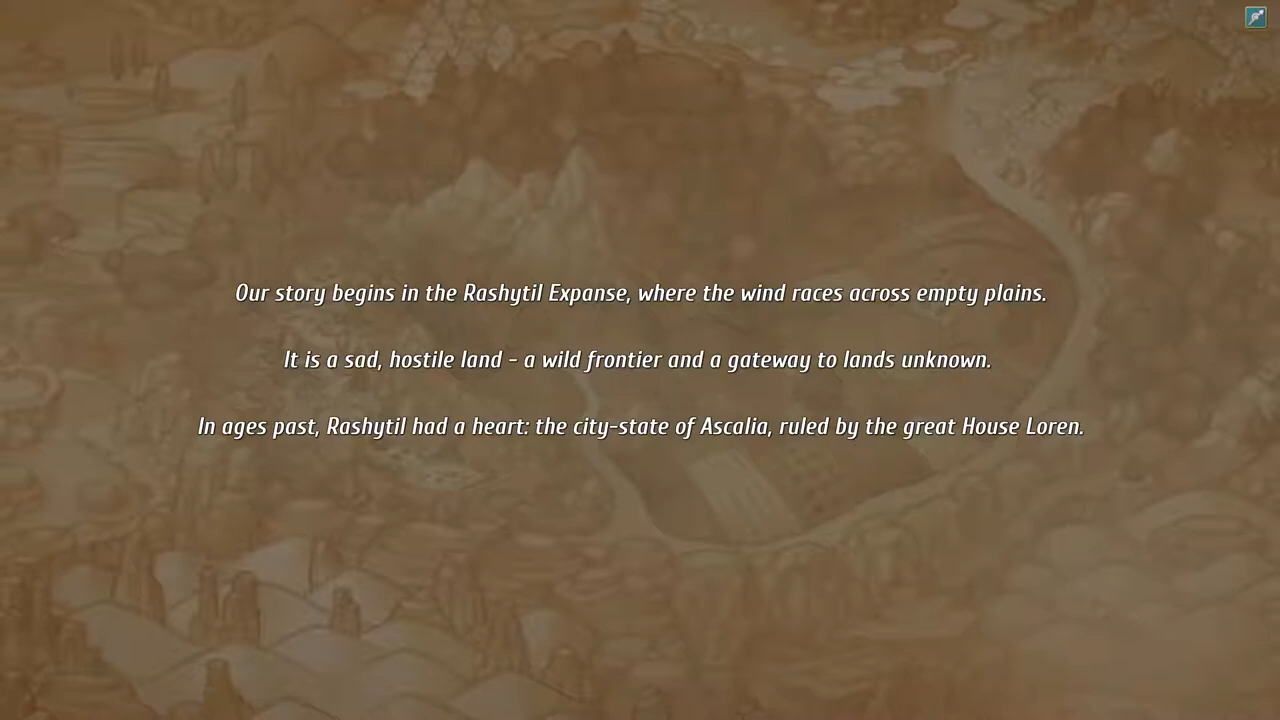 Our story begins in the Rashytil Expanse, where the wind races across empty plains.
It is a sad, hostile land - a wild frontier and a gateway to lands unknown.
In ages past, Rashytil had a heart: the city-state of Ascalia, ruled by the great House Loren.